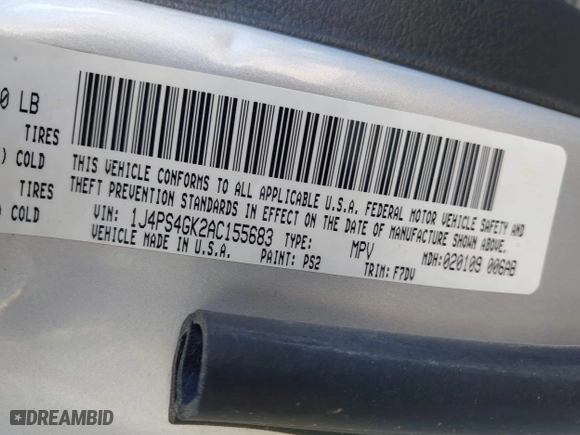 0 LB
TIRES
) COLD
TIRES
) COLD
THIS VEHICLE CONFORMS TO ALL APPLICABLE U.S.A. FEDERAL MOTOR VEHICLE SAFETY AND
THEFT PREVENTION STANDARDS IN EFFECT ON THE DATE OF MANUFACTURE SHOWN ABOVE.
VIN: 1J4PS4GK2AC155683 TYPE: MPV MDH:020109 006AB
VEHICLE MADE IN U.S.A. PAINT: PS2 TRIM: F7DV
DREAMBID